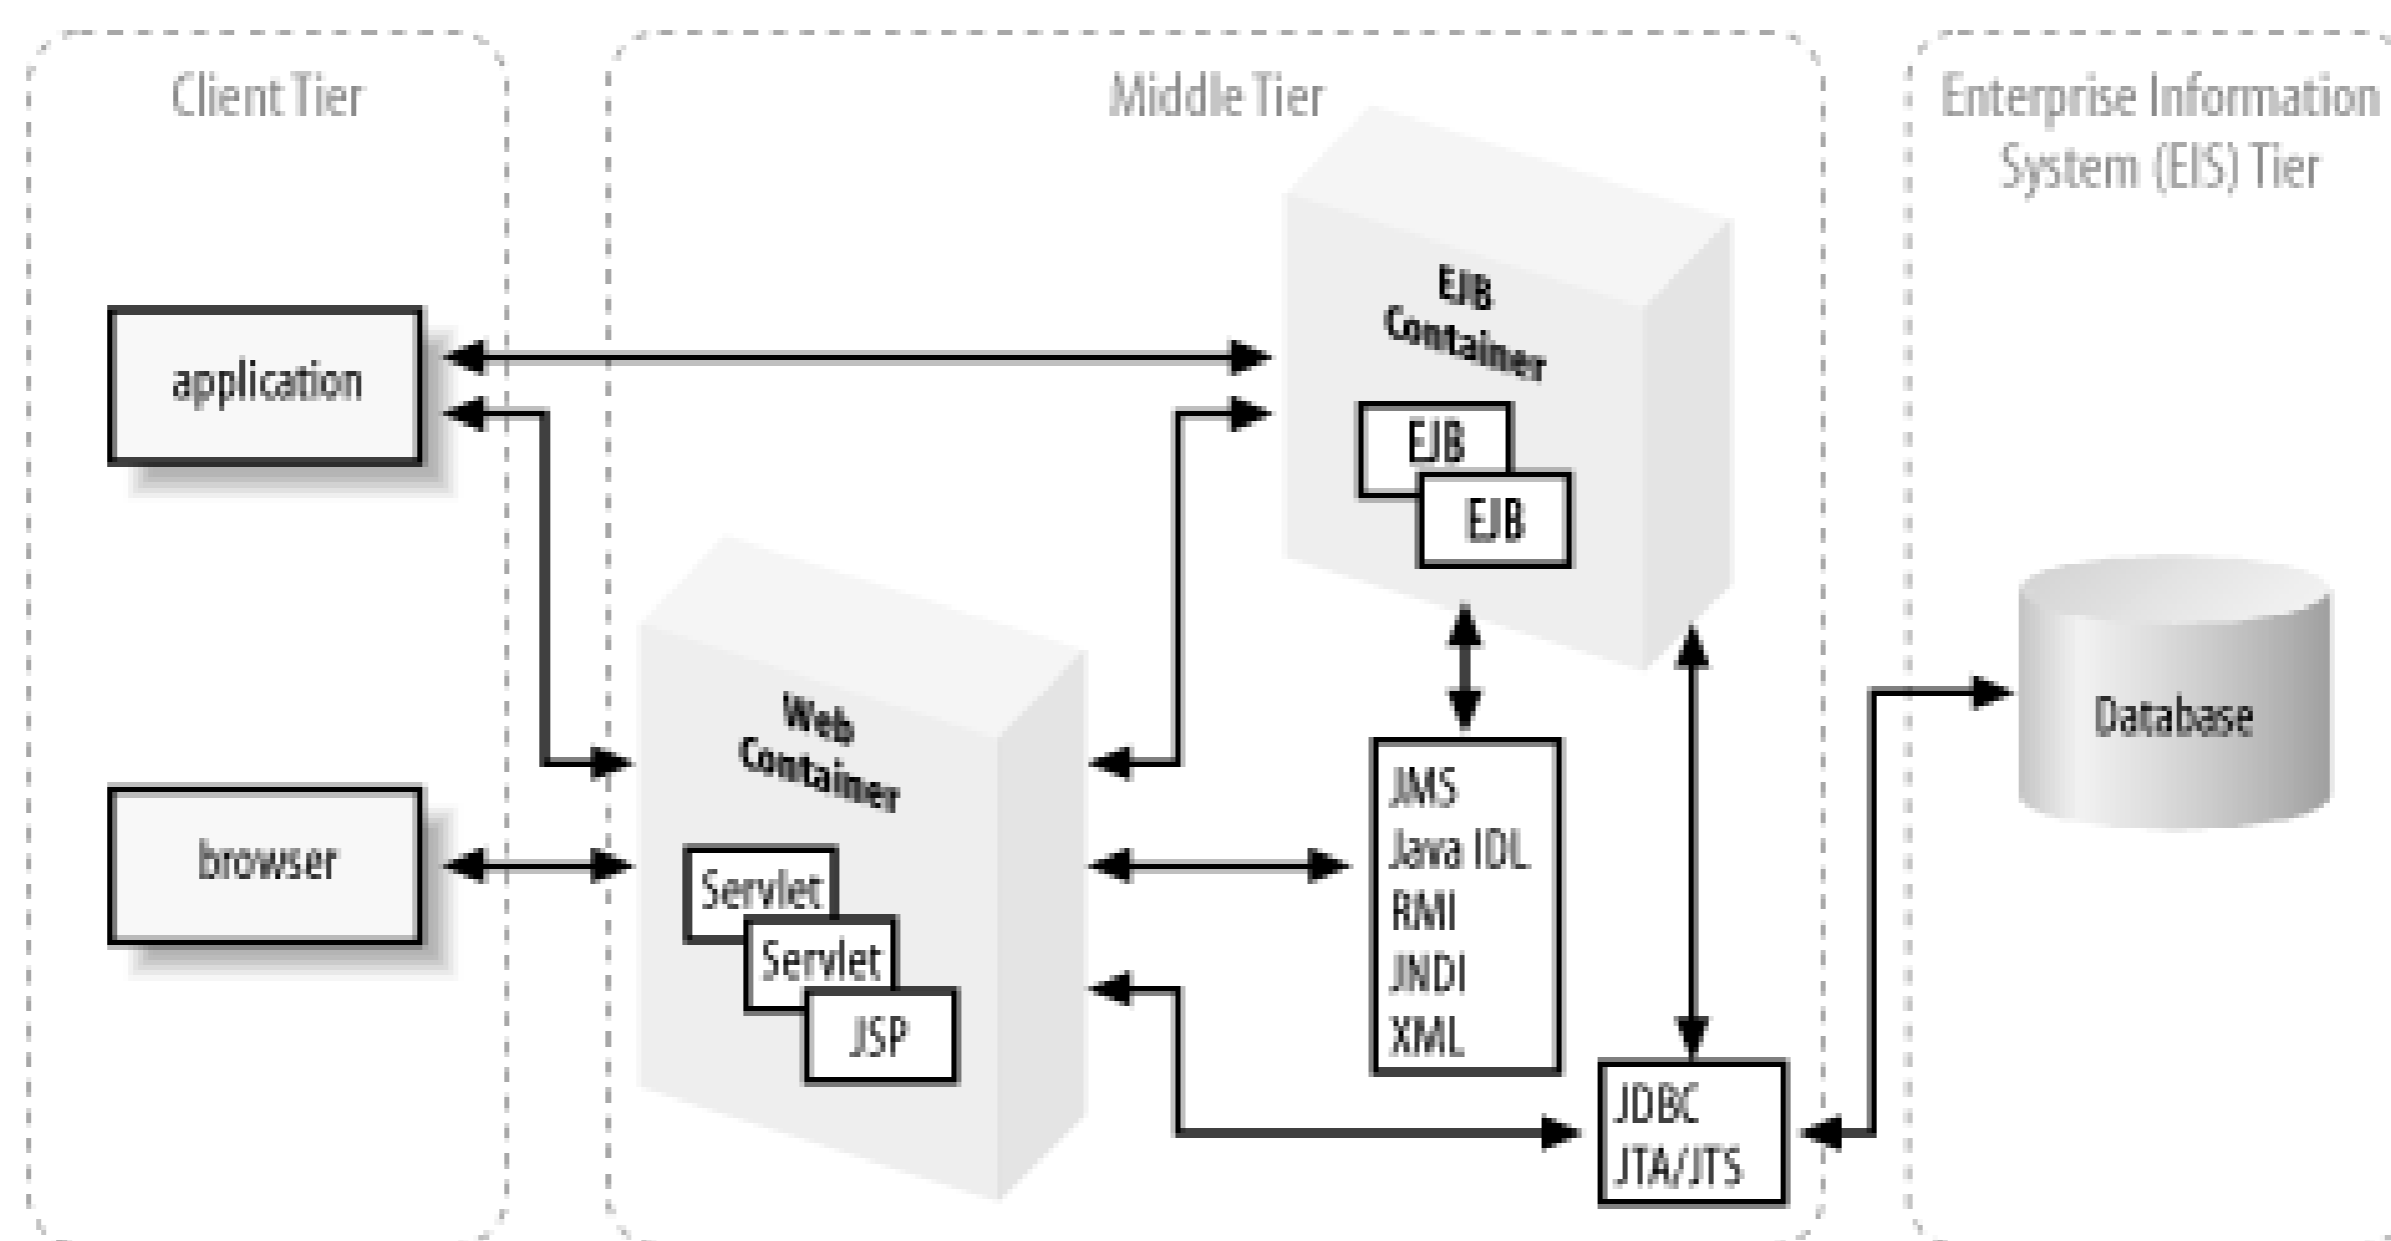 Client Tier
Middle Tier
Enterprise Information
System (EIS) Tier
application
browser
EJB
Container
EJB
EJB
Web
Container
Servlet
Servlet
JSP
JMS
Java IDL
RMI
JNDI
XML
JDBC
JTA/JTS
Database